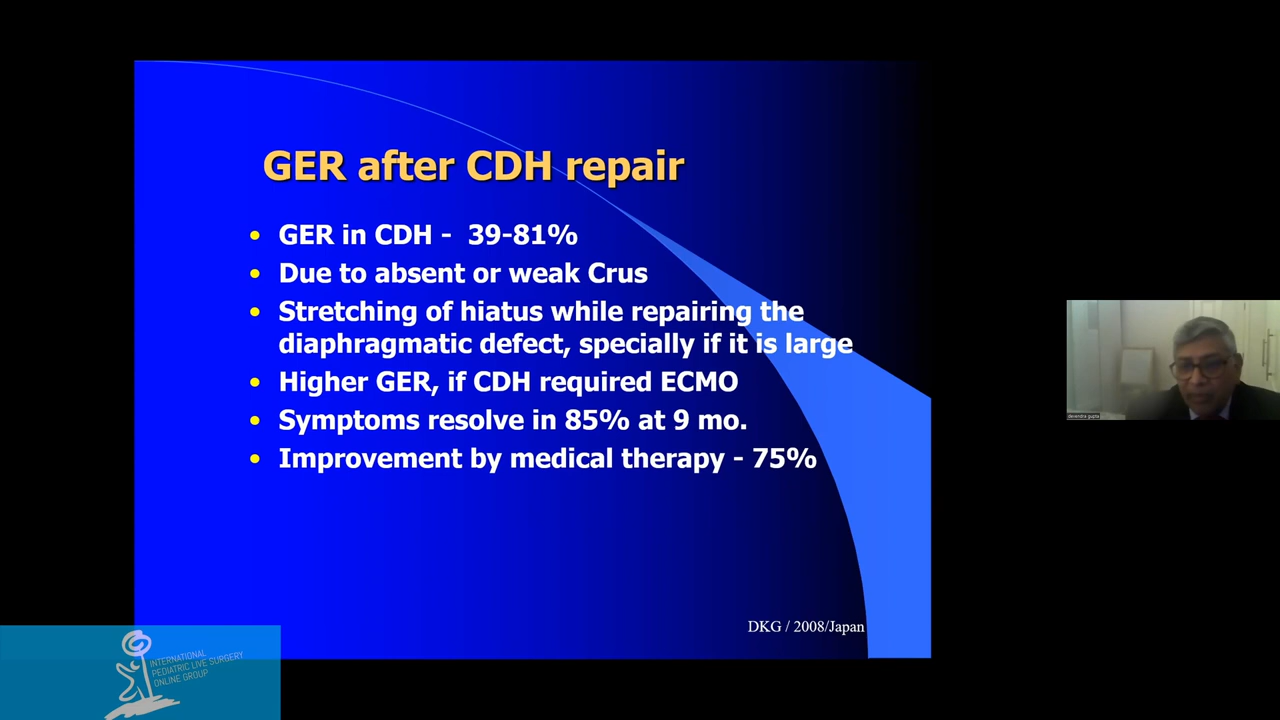 GER after CDH repair
• GER in CDH - 39-81%
• Due to absent or weak Crus
• Stretching of hiatus while repairing the
diaphragmatic defect, specially if it is large
• Higher GER, if CDH required ECMO
• Symptoms resolve in 85% at 9 mo.
• Improvement by medical therapy - 75%
DKG / 2008/Japan
devendra gupta
INTERNATIONAL
PEDIATRIC LIVE SURGERY
ONLINE GROUP